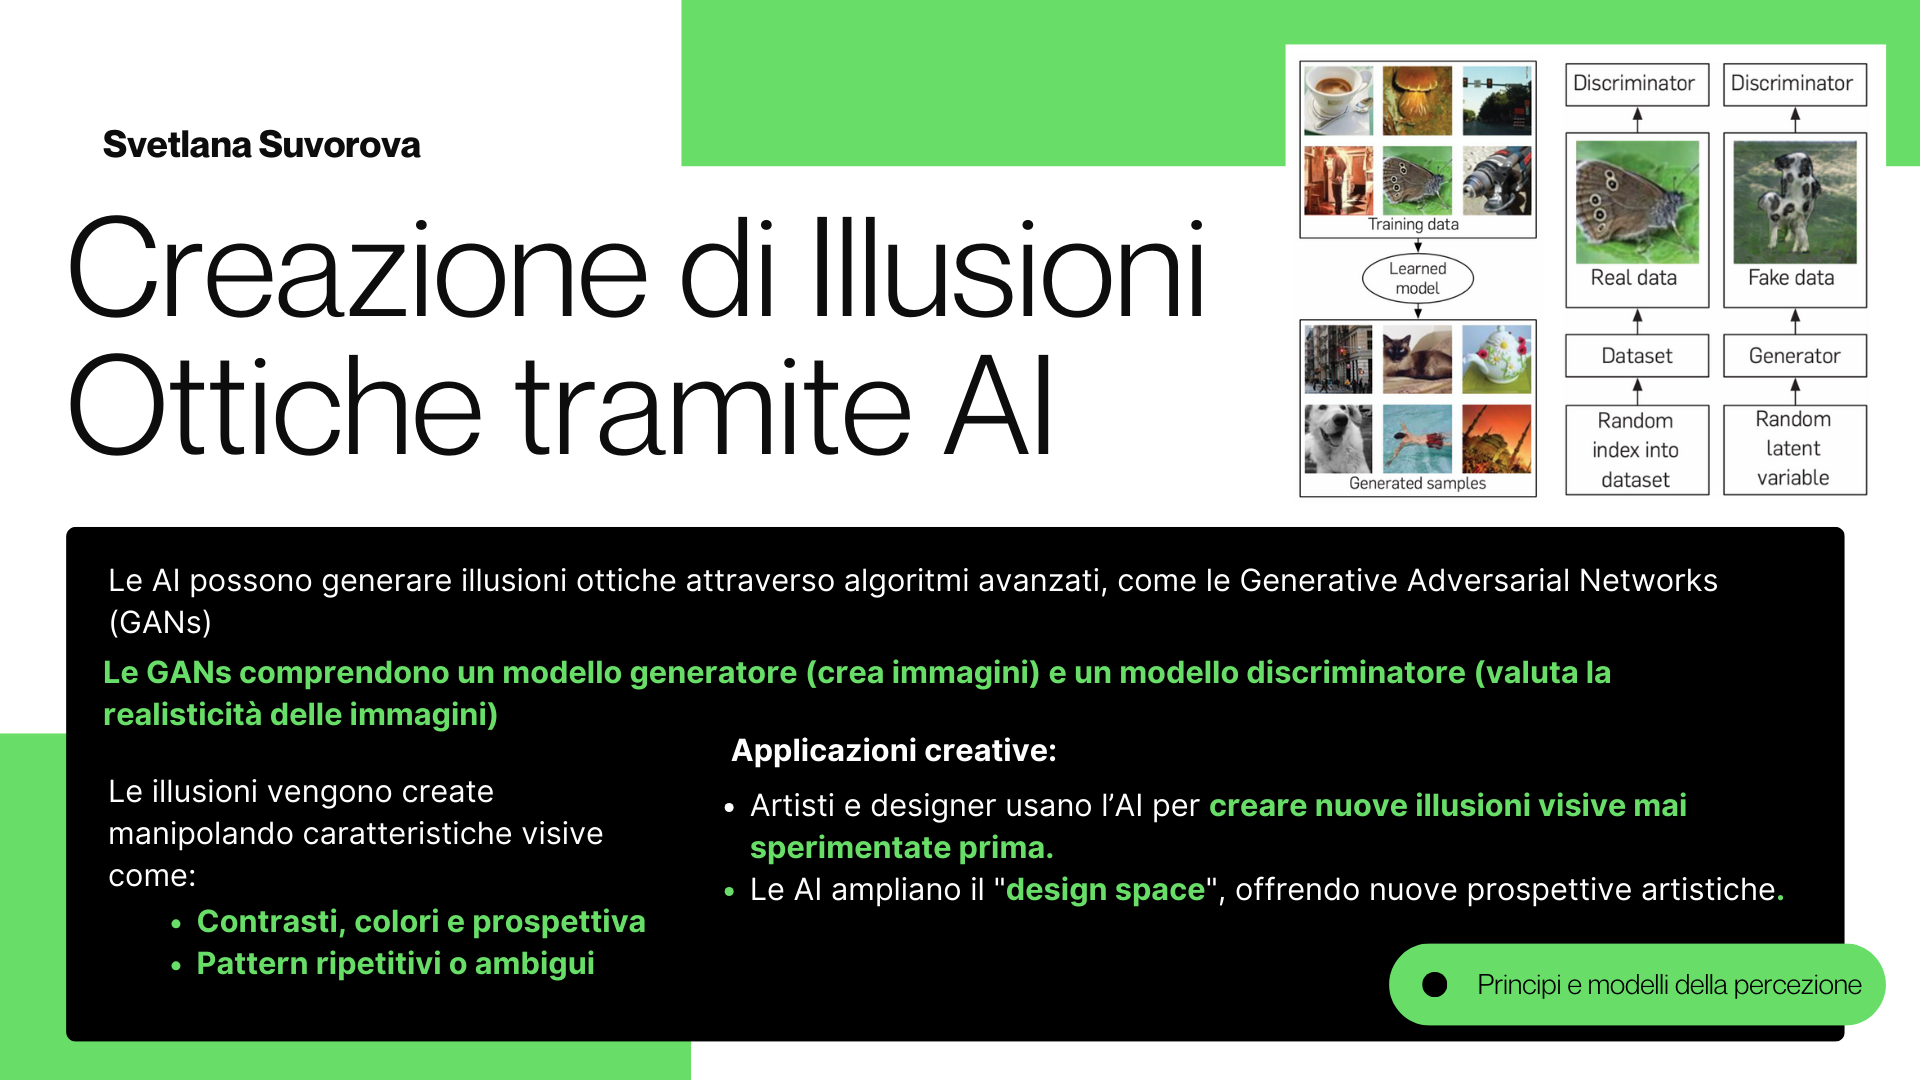 Svetlana Suvorova
Creazione di Illusioni
Ottiche tramite AI
Training data
Learned
model
Generated samples
Discriminator
Real data
Dataset
Random
index into
dataset
Discriminator
Fake data
Generator
Random
latent
variable
Le AI possono generare illusioni ottiche attraverso algoritmi avanzati, come le Generative Adversarial Networks
(GANs)
Le GANs comprendono un modello generatore (crea immagini) e un modello discriminatore (valuta la
realisticità delle immagini)
Le illusioni vengono create
manipolando caratteristiche visive
come:
• Contrasti, colori e prospettiva
• Pattern ripetitivi o ambigui
Applicazioni creative:
• Artisti e designer usano l’AI per creare nuove illusioni visive mai
sperimentate prima.
• Le AI ampliano il "design space", offrendo nuove prospettive artistiche.
Principi e modelli della percezione